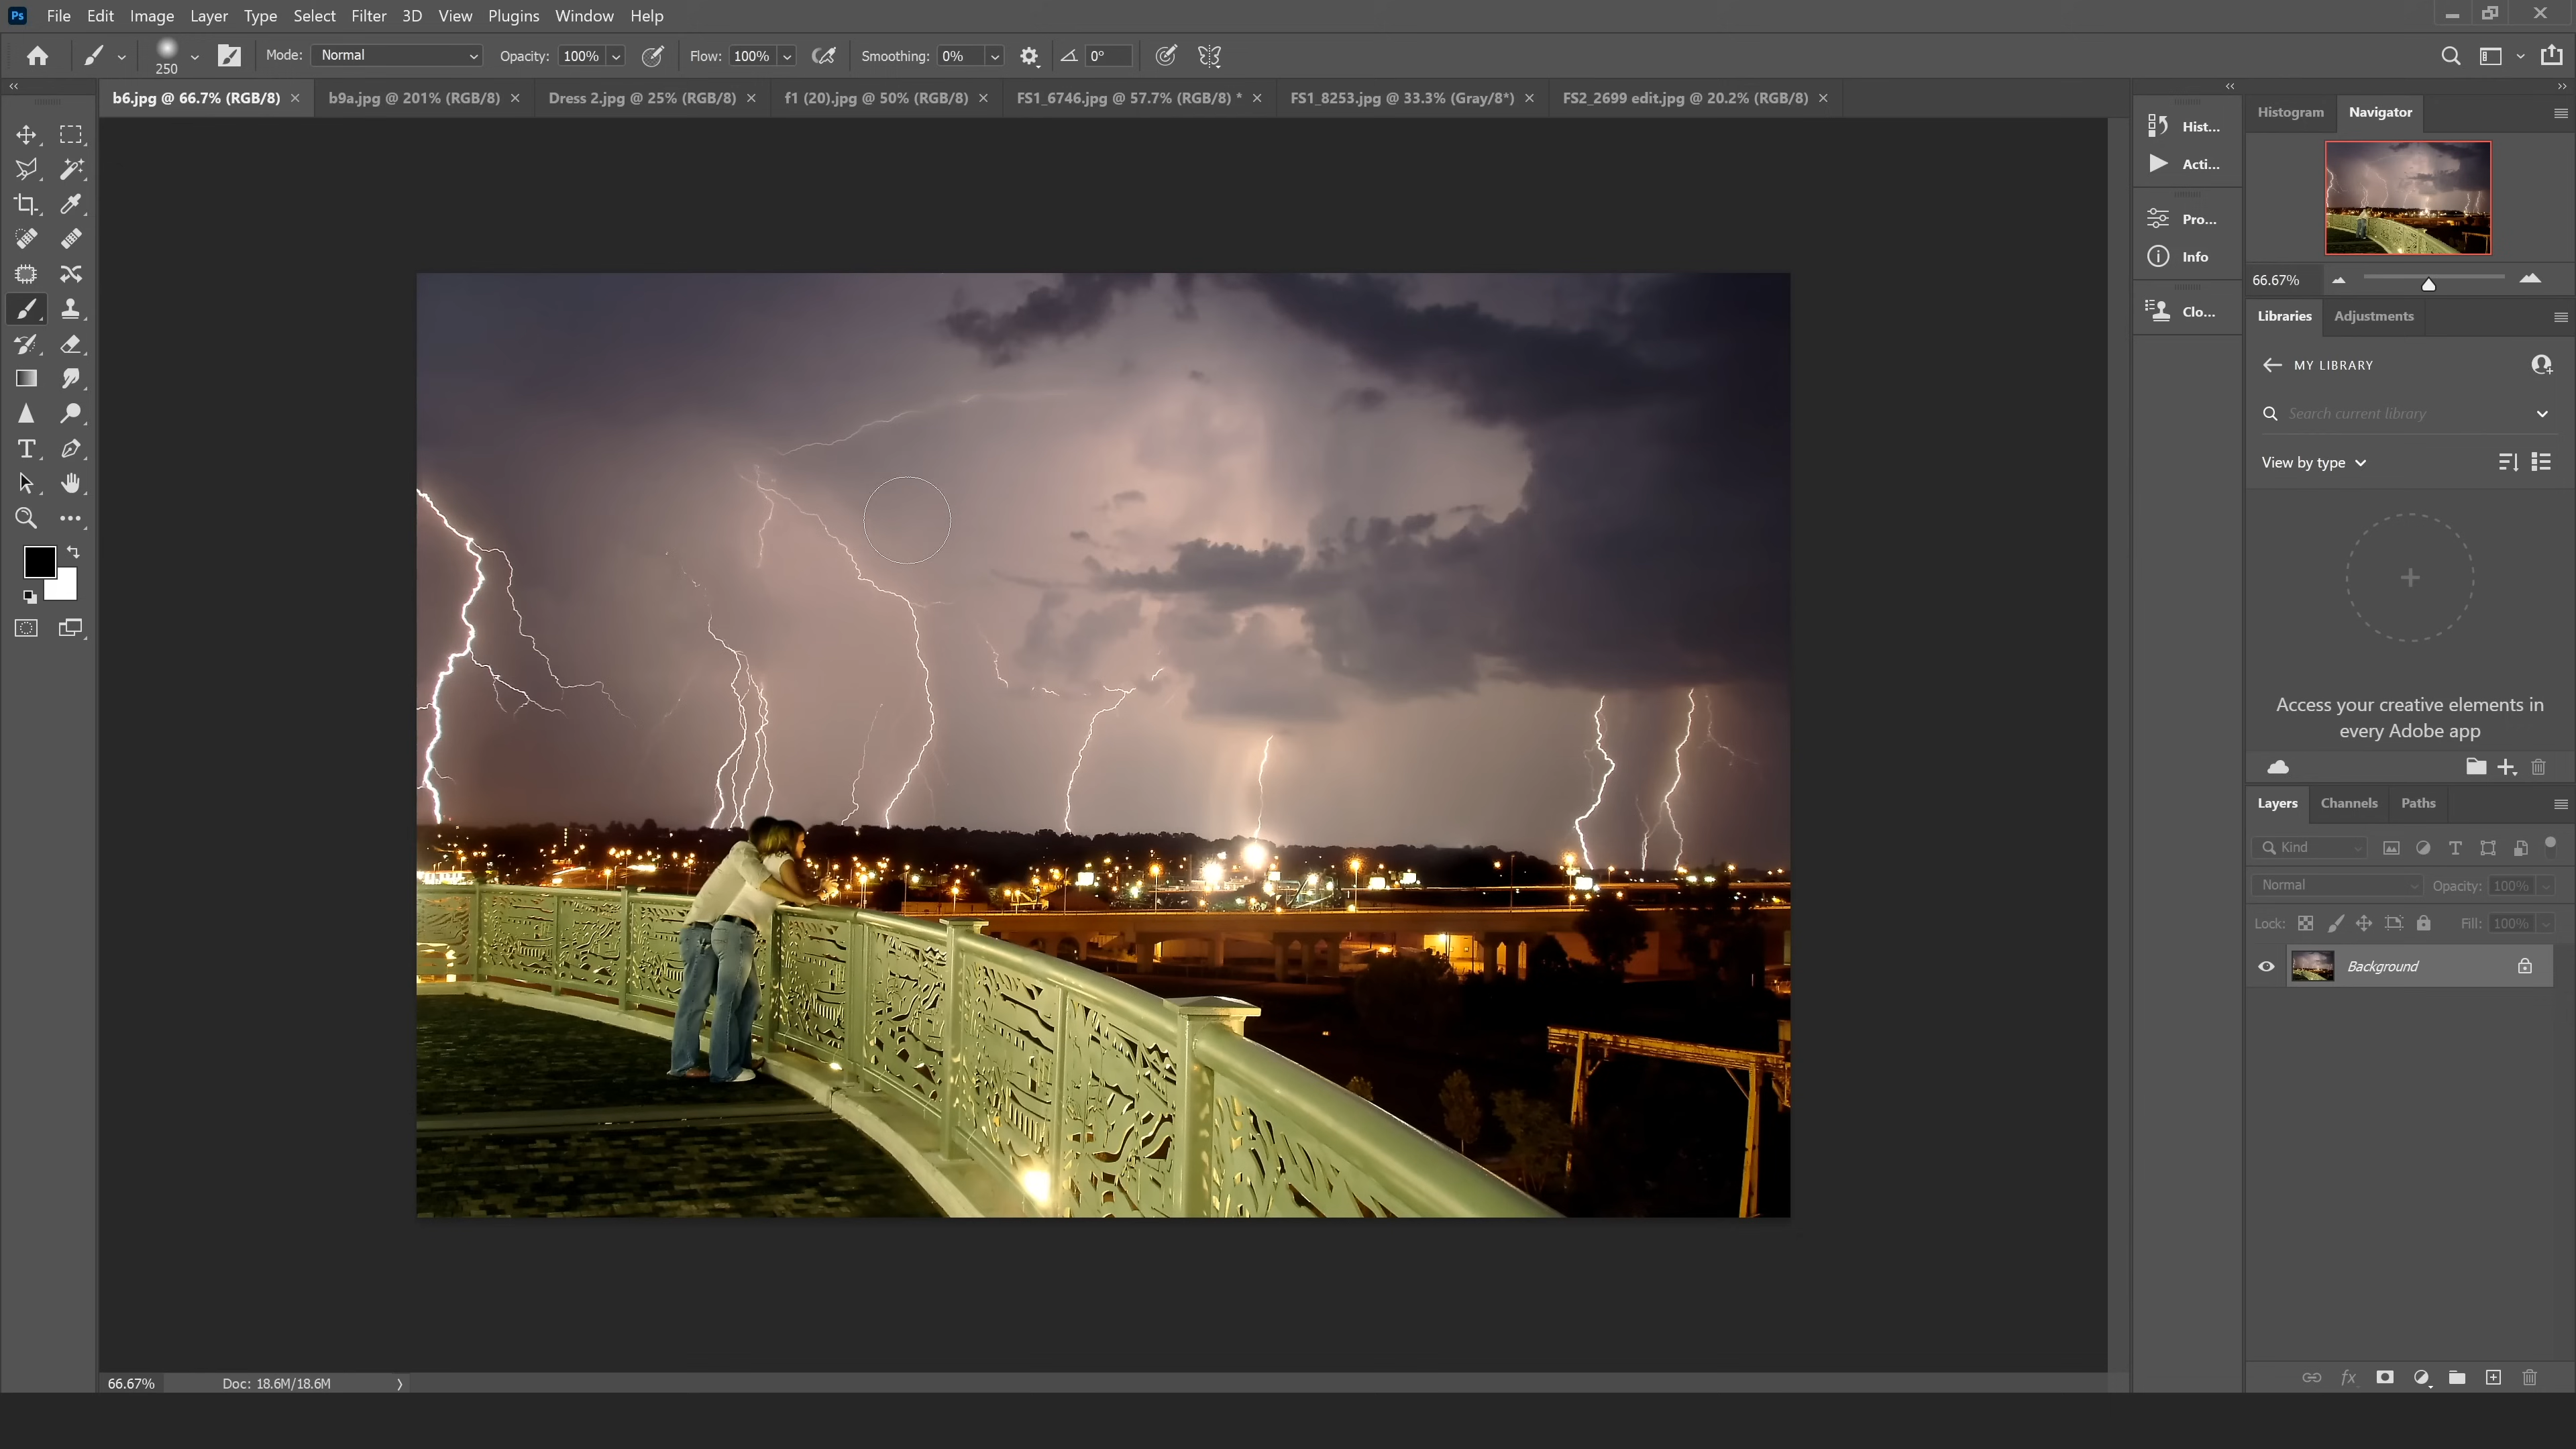 Ps File Edit Image Layer Type Select Filter 3D View Plugins Window Help
250 Mode: Normal Opacity: 100% Flow: 100% Smoothing: 0% 0°
b6.jpg @ 66.7% (RGB/8) × b9a.jpg @ 201% (RGB/8) × Dress 2.jpg @ 25% (RGB/8) × f1 (20).jpg @ 50% (RGB/8) × FS1_6746.jpg @ 57.7% (RGB/8) * × FS1_8253.jpg @ 33.3% (Gray/8*) × FS2_2699 edit.jpg @ 20.2% (RGB/8) ×
Hist...
Acti...
Pro...
Info
Clo...
Histogram Navigator
66.67%
Libraries Adjustments
MY LIBRARY
Search current library
View by type
Access your creative elements in
every Adobe app
Layers Channels Paths
Kind
Normal Opacity: 100%
Lock: Fill: 100%
Background
fx
66.67% Doc: 18.6M/18.6M